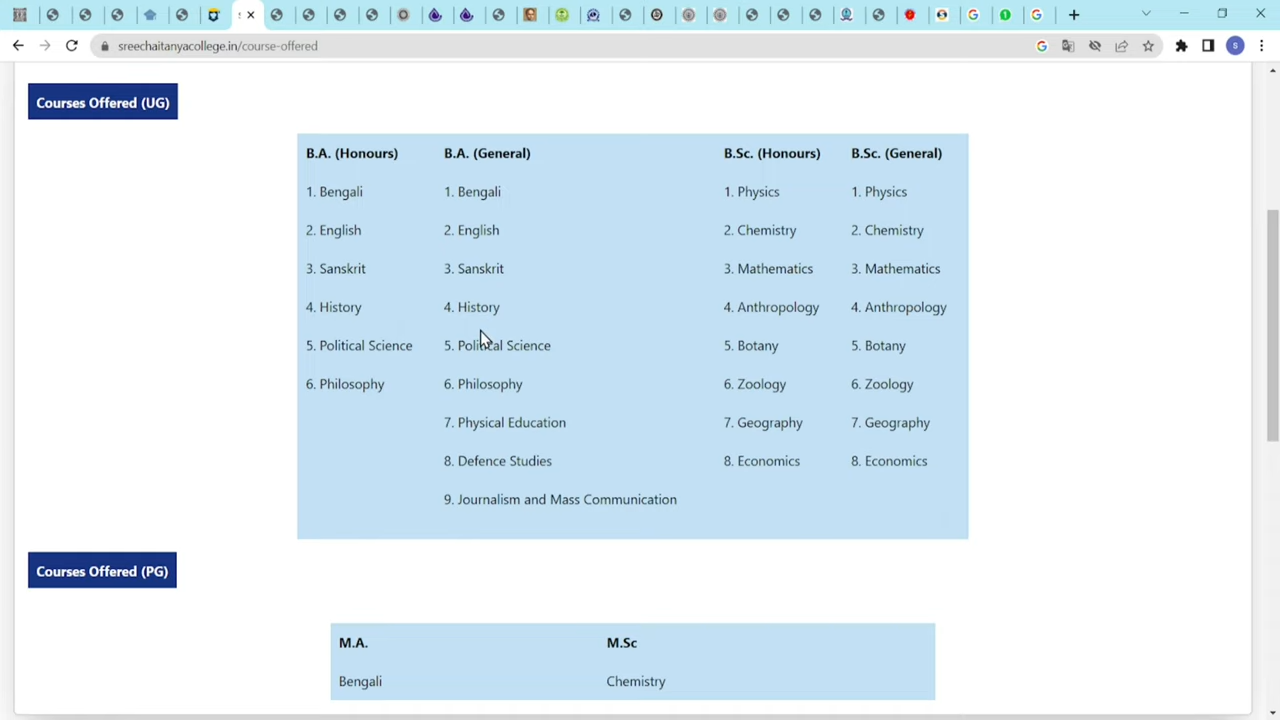 sreechaitanyacollege.in/course-offered
Courses Offered (UG)
B.A. (Honours) B.A. (General) B.Sc. (Honours) B.Sc. (General)
1. Bengali 1. Bengali 1. Physics 1. Physics
2. English 2. English 2. Chemistry 2. Chemistry
3. Sanskrit 3. Sanskrit 3. Mathematics 3. Mathematics
4. History 4. History 4. Anthropology 4. Anthropology
5. Political Science 5. Political Science 5. Botany 5. Botany
6. Philosophy 6. Philosophy 6. Zoology 6. Zoology
7. Physical Education 7. Geography 7. Geography
8. Defence Studies 8. Economics 8. Economics
9. Journalism and Mass Communication
Courses Offered (PG)
M.A. M.Sc
Bengali Chemistry